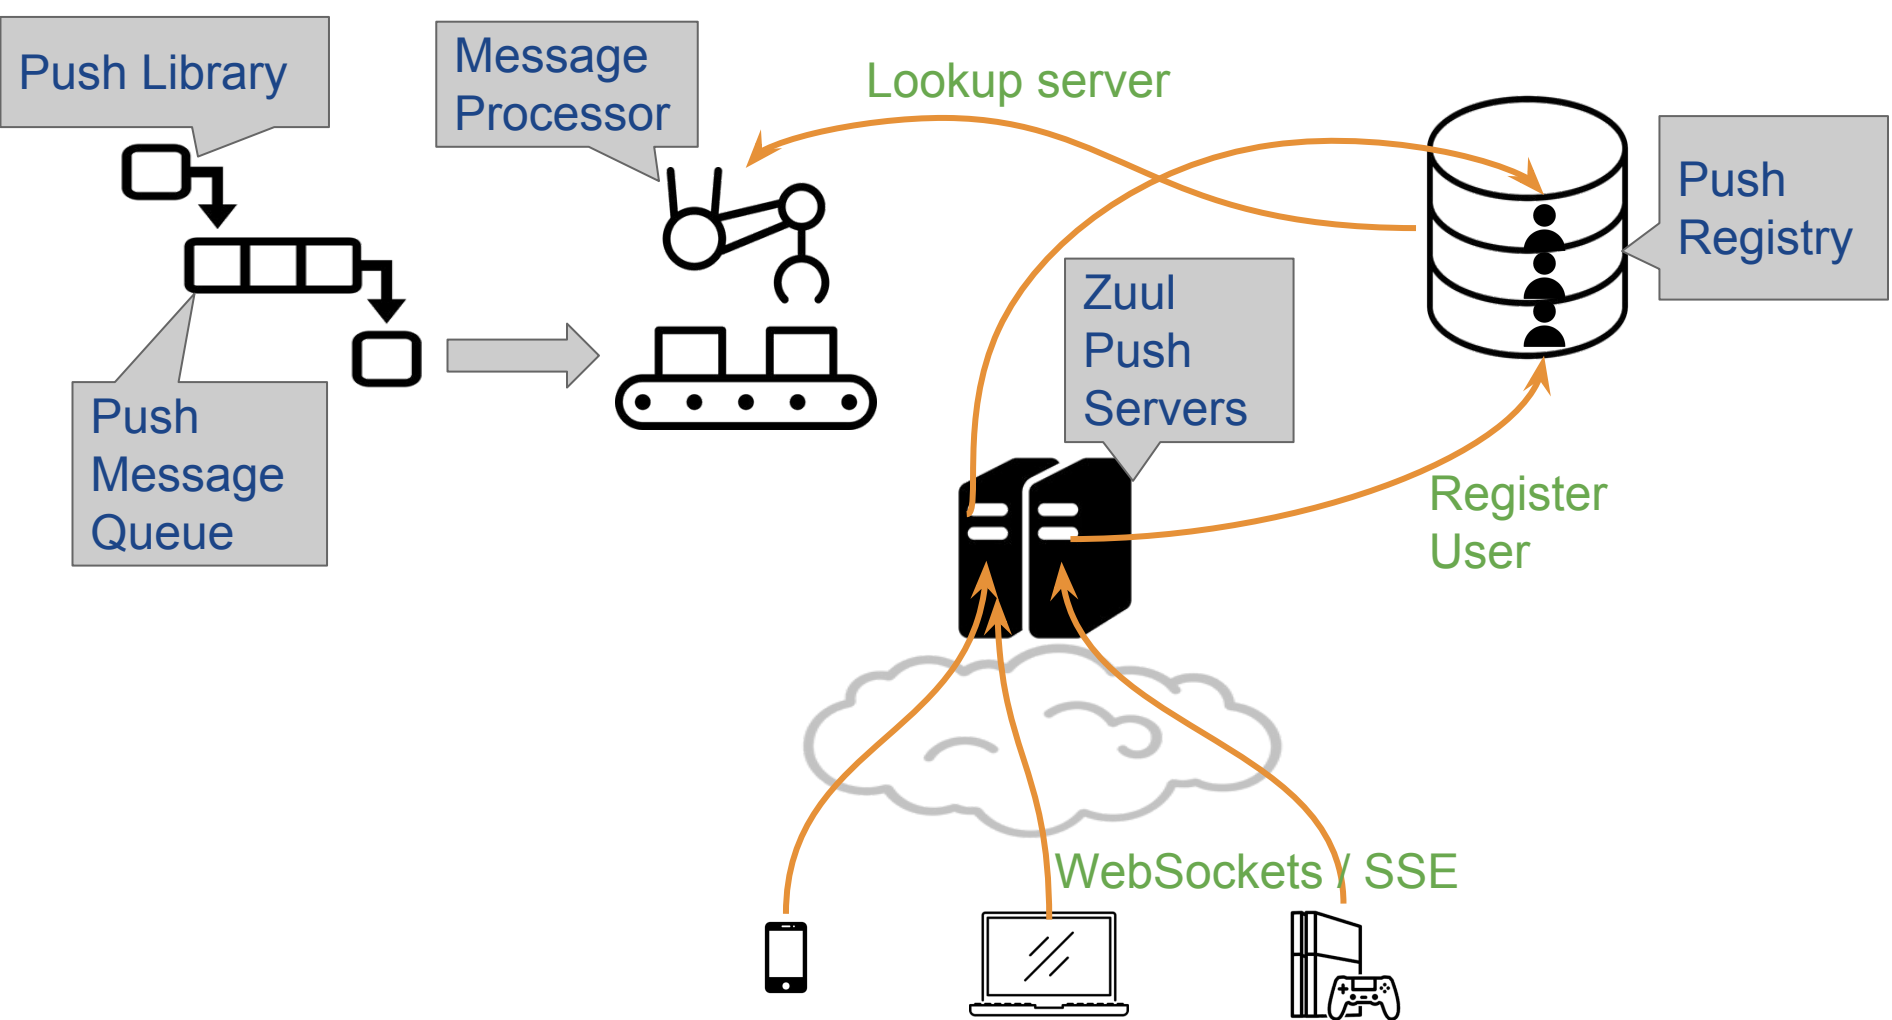 Push Library
Message
Processor
Lookup server
Push
Registry
Zuul
Push
Servers
Push
Message
Queue
Register
User
WebSockets / SSE